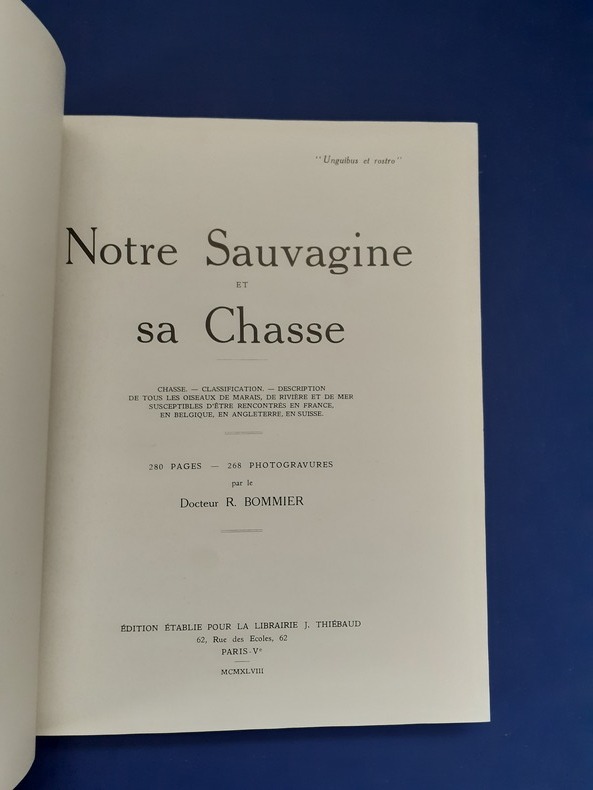 "Unguibus et rostro"
Notre Sauvagine
ET
sa Chasse
CHASSE. — CLASSIFICATION. — DESCRIPTION
DE TOUS LES OISEAUX DE MARAIS, DE RIVIÈRE ET DE MER
SUSCEPTIBLES D'ÊTRE RENCONTRÉS EN FRANCE,
EN BELGIQUE, EN ANGLETERRE, EN SUISSE.
280 PAGES — 268 PHOTOGRAVURES
par le
Docteur R. BOMMIER
ÉDITION ÉTABLIE POUR LA LIBRAIRIE J. THIÉBAUD
62, Rue des Ecoles, 62
PARIS-Vᵉ
MCMXLVIII